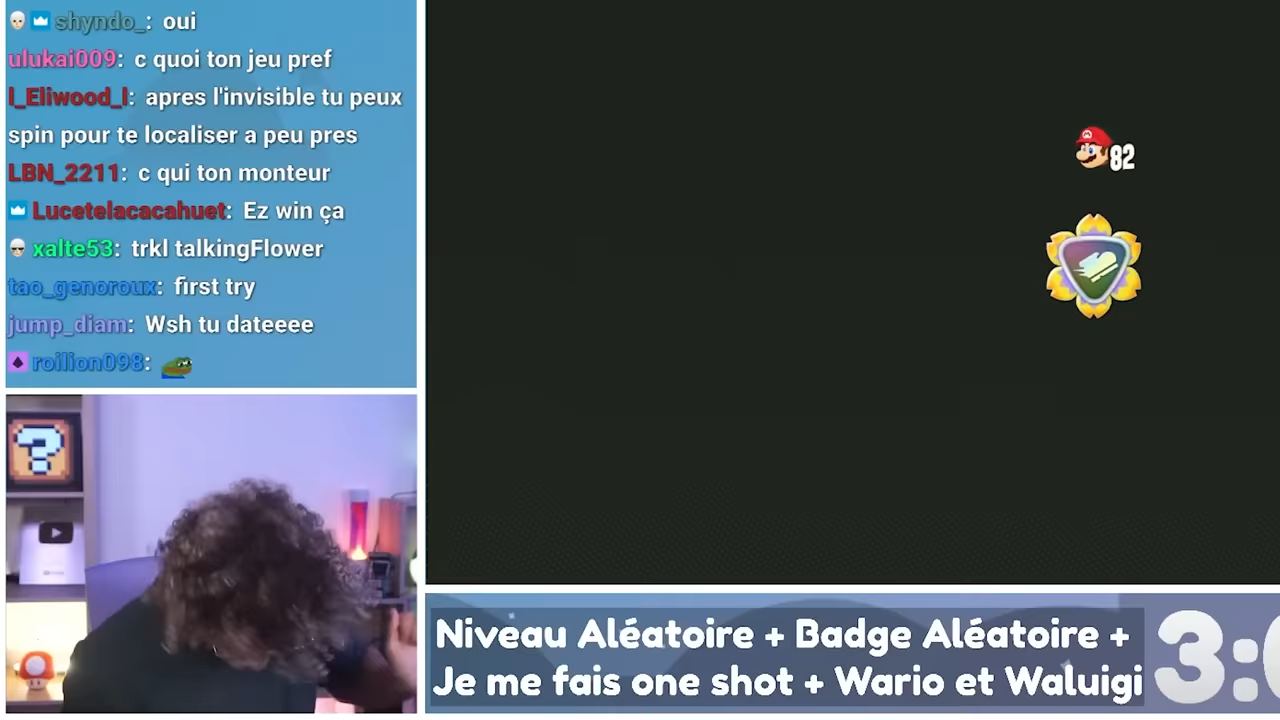 shyndo_: oui
ulukai009: c quoi ton jeu pref
l_Eliwood_l: apres l'invisible tu peux
spin pour te localiser a peu pres
LBN_2211: c qui ton monteur
Lucetelacacahuet: Ez win ça
xalte53: trkl talkingFlower
tao_genoroux: first try
jump_diam: Wsh tu dateeee
roilion098:
82
?
Niveau Aléatoire + Badge Aléatoire +
Je me fais one shot + Wario et Waluigi
3: